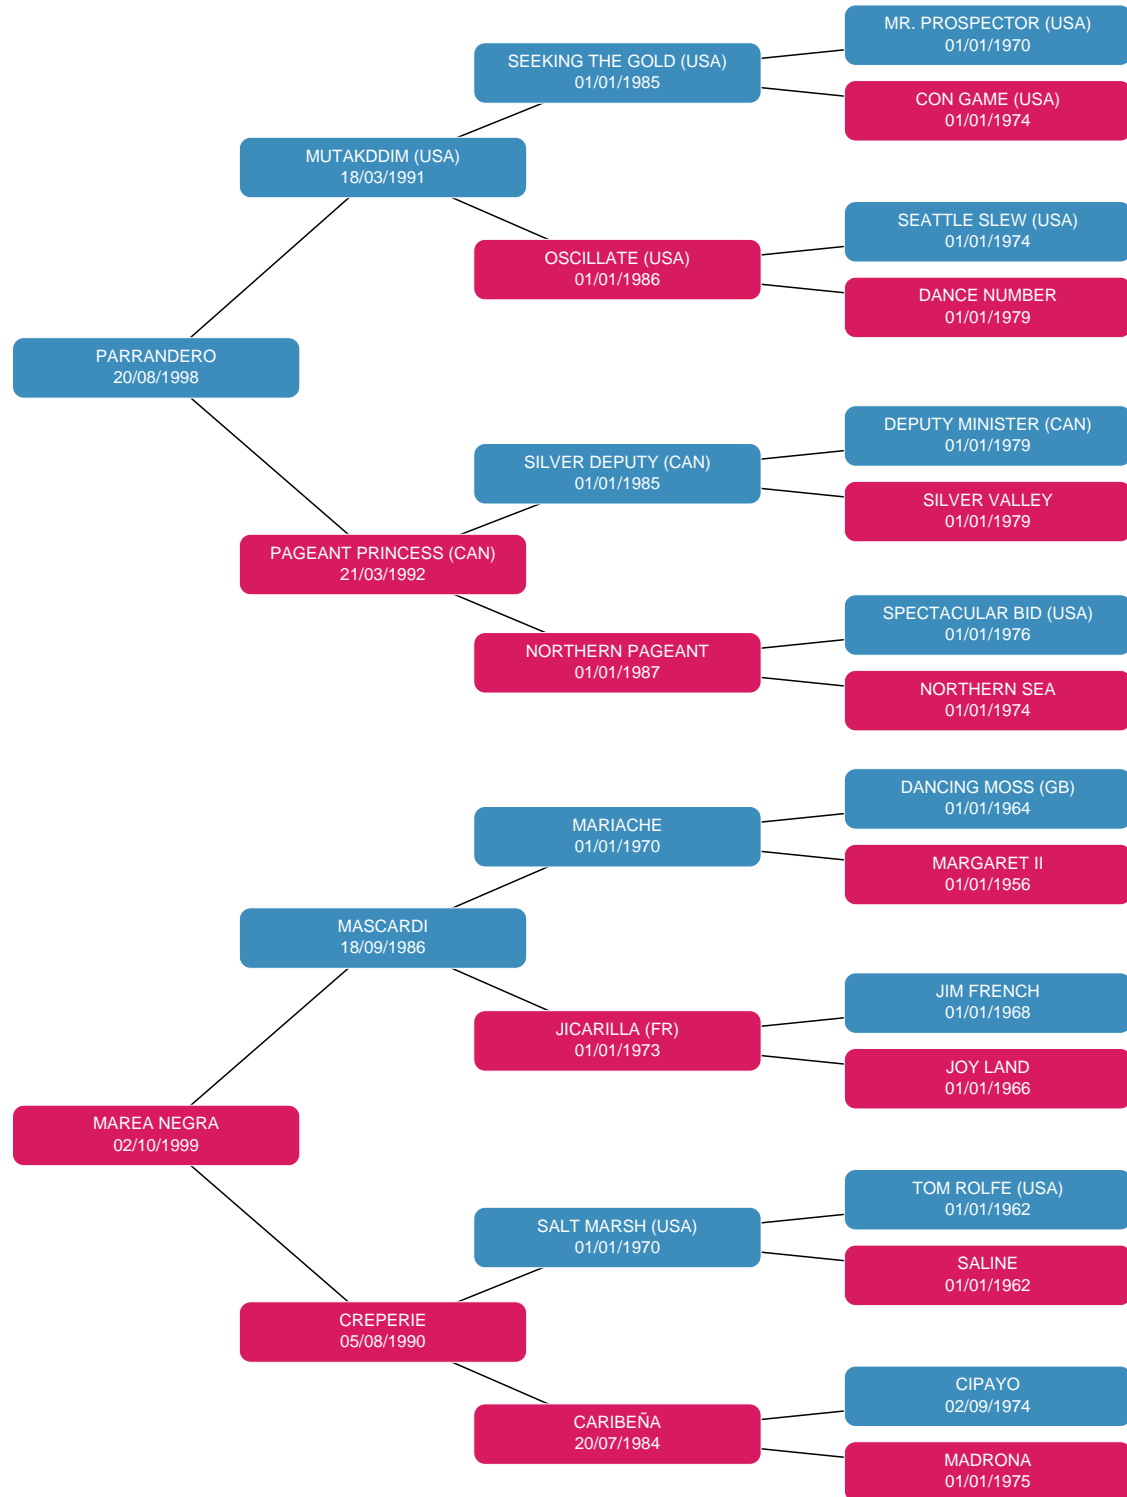 MR. PROSPECTOR (USA)
01/01/1970
SEEKING THE GOLD (USA)
01/01/1985
CON GAME (USA)
01/01/1974
MUTAKDDIM (USA)
18/03/1991
SEATTLE SLEW (USA)
01/01/1974
OSCILLATE (USA)
01/01/1986
DANCE NUMBER
01/01/1979
PARRANDERO
20/08/1998
DEPUTY MINISTER (CAN)
01/01/1979
SILVER DEPUTY (CAN)
01/01/1985
SILVER VALLEY
01/01/1979
PAGEANT PRINCESS (CAN)
21/03/1992
SPECTACULAR BID (USA)
01/01/1976
NORTHERN PAGEANT
01/01/1987
NORTHERN SEA
01/01/1974
DANCING MOSS (GB)
01/01/1964
MARIACHE
01/01/1970
MARGARET II
01/01/1956
MASCARDI
18/09/1986
JIM FRENCH
01/01/1968
JICARILLA (FR)
01/01/1973
JOY LAND
01/01/1966
MAREA NEGRA
02/10/1999
TOM ROLFE (USA)
01/01/1962
SALT MARSH (USA)
01/01/1970
SALINE
01/01/1962
CREPERIE
05/08/1990
CIPAYO
02/09/1974
CARIBEÑA
20/07/1984
MADRONA
01/01/1975